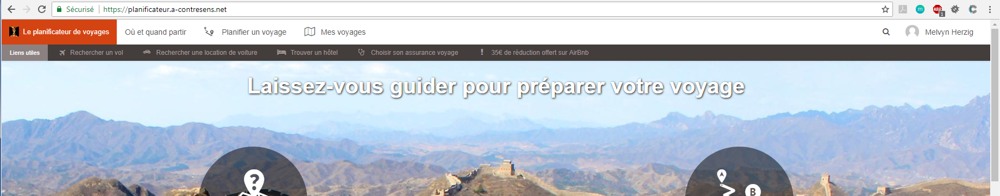 Sécurisé https://planificateur.a-contresens.net ABP 1
Le planificateur de voyages Où et quand partir Planifier un voyage Mes voyages Melvyn Herzig
Liens utiles Rechercher un vol Rechercher une location de voiture Trouver un hôtel Choisir son assurance voyage 35€ de réduction offert sur AirBnb
Laissez-vous guider pour préparer votre voyage
? A
B